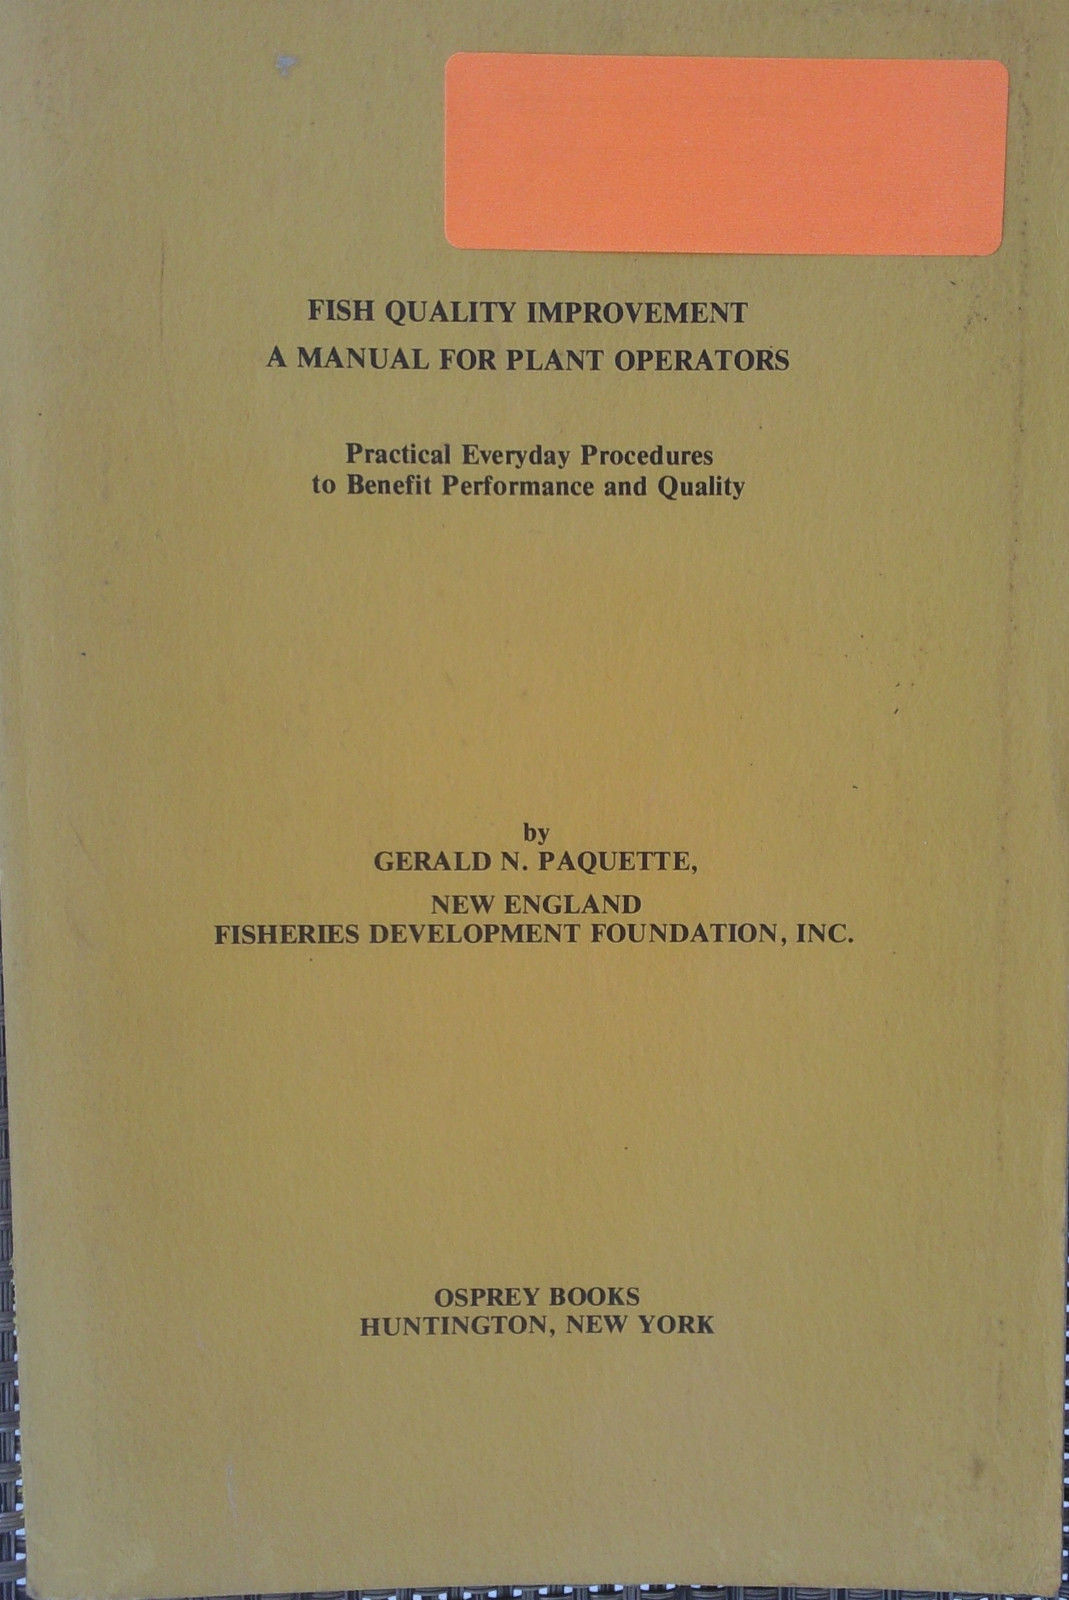 FISH QUALITY IMPROVEMENT
A MANUAL FOR PLANT OPERATORS
Practical Everyday Procedures
to Benefit Performance and Quality
by
GERALD N. PAQUETTE,
NEW ENGLAND
FISHERIES DEVELOPMENT FOUNDATION, INC.
OSPREY BOOKS
HUNTINGTON, NEW YORK